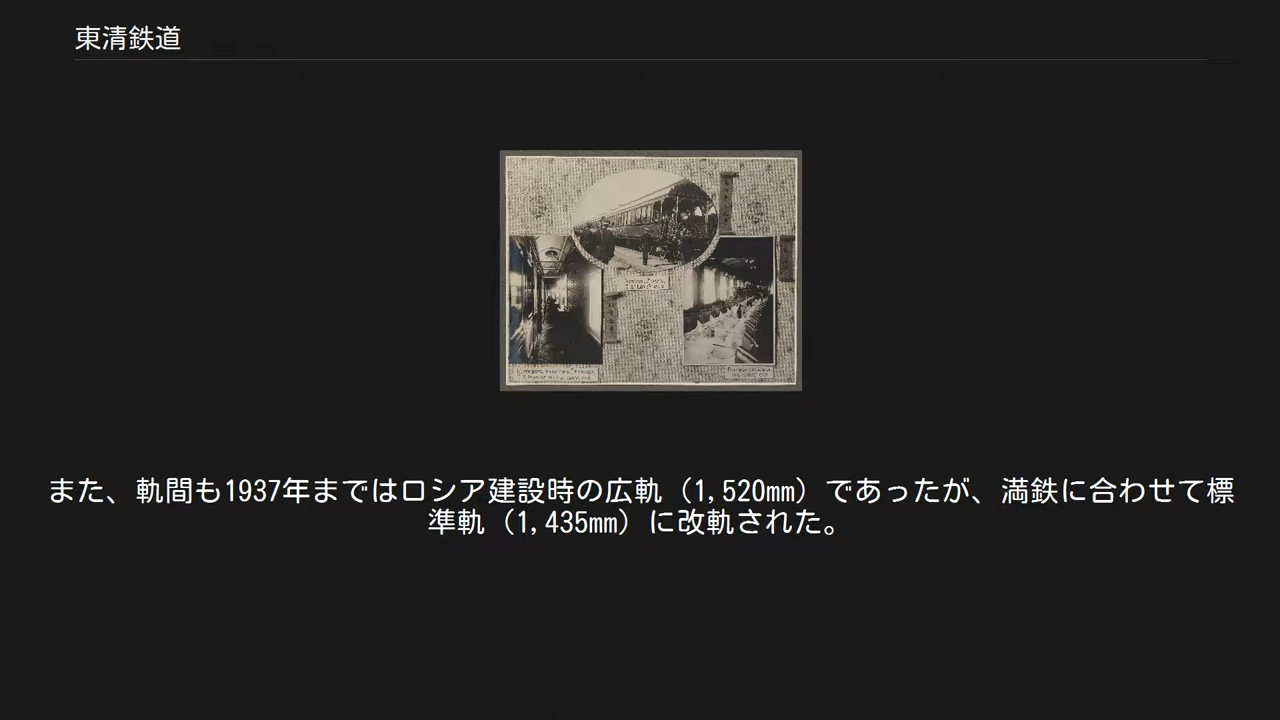 東清鉄道
また、軌間も1937年まではロシア建設時の広軌（1,520mm）であったが、満鉄に合わせて標
準軌（1,435mm）に改軌された。